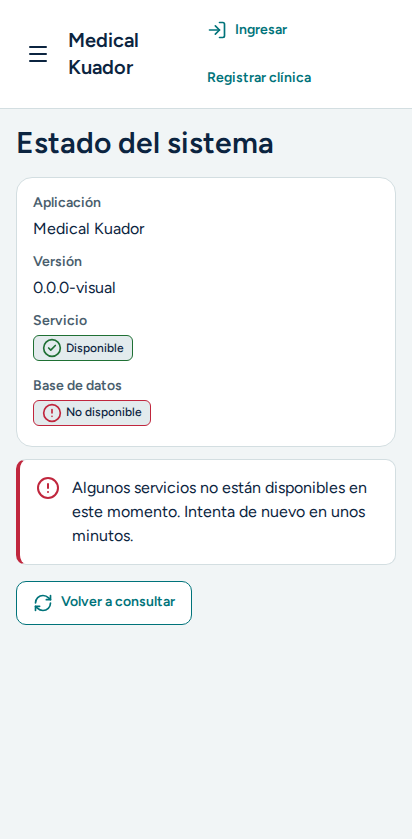 Medical
Kuador
Ingresar
Registrar clínica
Estado del sistema
Aplicación
Medical Kuador
Versión
0.0.0-visual
Servicio
Disponible
Base de datos
No disponible
Algunos servicios no están disponibles en
este momento. Intenta de nuevo en unos
minutos.
Volver a consultar